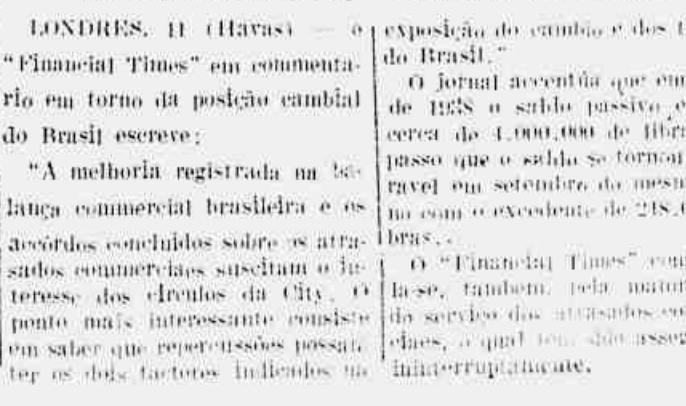 LONDRES, 11 (Havas) — o
"Financial Times" em commenta-
rio em torno da posição cambial
do Brasil escreve:
"A melhoria registrada na ba-
lança commercial brasileira e os
accórdos concluidos sobre os atra-
sados commerciaes suscitam o in-
teresse dos circulos da City. O
ponto mais interessante consiste
em saber que repercussões possam
ter os dois factores indicados na
exposição do cambio e dos
do Brasil."
O jornal accentúa que em
de 1938 o saldo passivo
cerca de 4.000.000 de libra
passo que o saldo se tornou
ravel em setembro do mesm
no com o excedente de 248.
bras..
O "Financial Times"
la-se, tambem, pela
do serviço dos atrasados
ciaes, o qual tem sido
ininterruptamente.